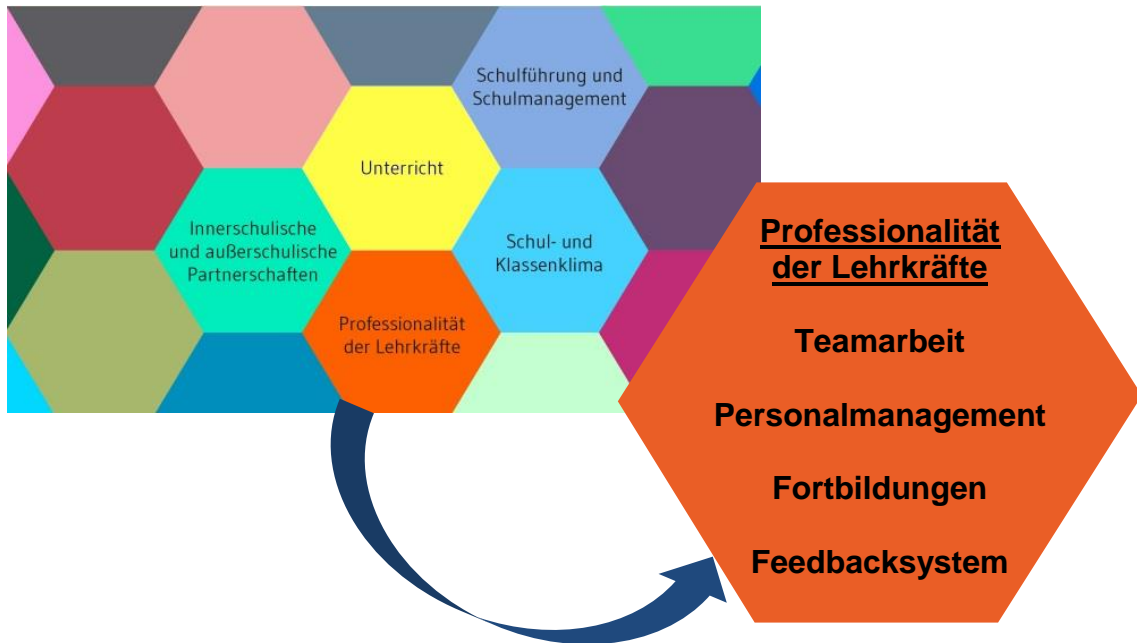 Schulführung und
Schulmanagement
Unterricht
Innerschulische
und außerschulische
Partnerschaften
Schul- und
Klassenklima
Professionalität
der Lehrkräfte
Professionalität
der Lehrkräfte
Teamarbeit
Personalmanagement
Fortbildungen
Feedbacksystem